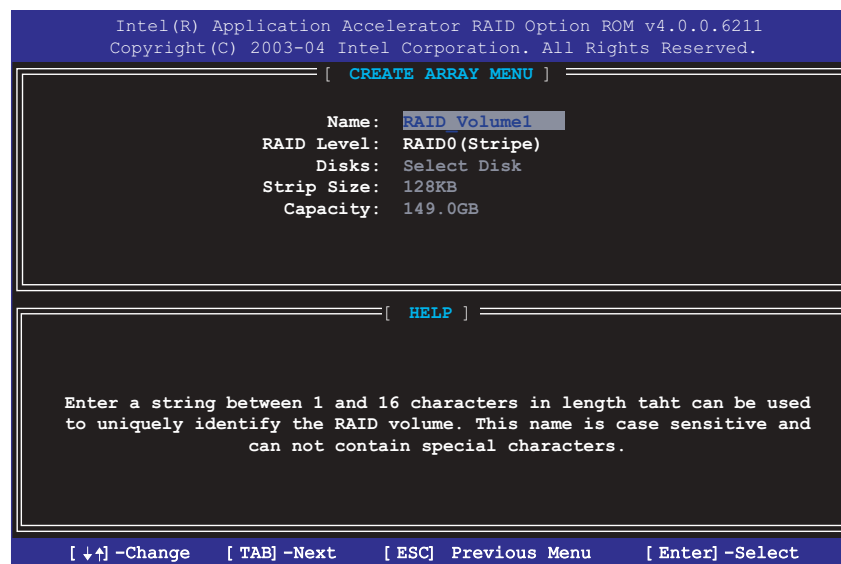 Intel(R) Application Accelerator RAID Option ROM v4.0.0.6211
Copyright(C) 2003-04 Intel Corporation. All Rights Reserved.
[ CREATE ARRAY MENU ]
Name: RAID_Volume1
RAID Level: RAID0(Stripe)
Disks: Select Disk
Strip Size: 128KB
Capacity: 149.0GB
[ HELP ]
Enter a string between 1 and 16 characters in length taht can be used
to uniquely identify the RAID volume. This name is case sensitive and
can not contain special characters.
[↓↑]-Change [TAB]-Next [ESC] Previous Menu [Enter]-Select